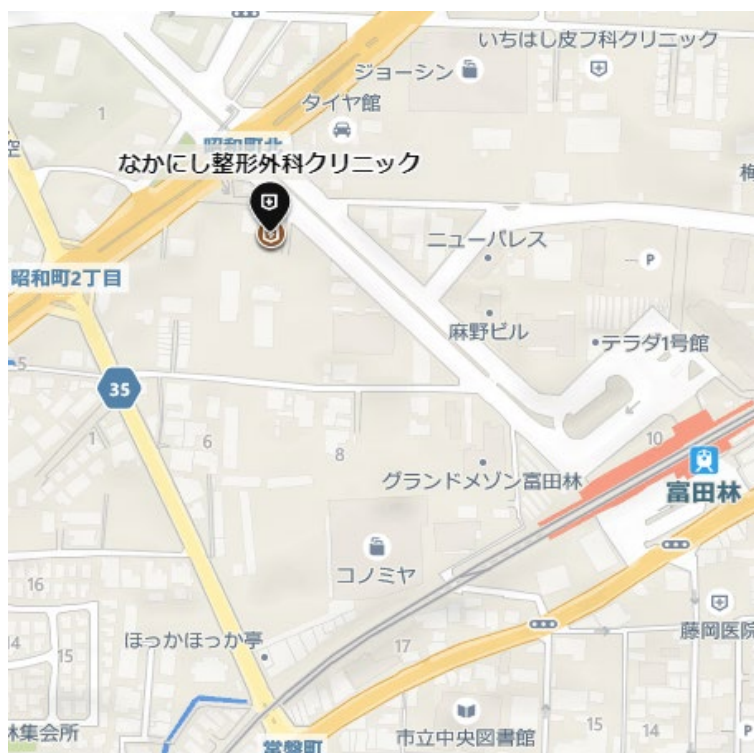 いちはし皮フ科クリニック
ジョーシン
タイヤ館
1
昭和町北
空
なかにし整形外科クリニック
梅
ニューパレス
P
昭和町2丁目
麻野ビル
テラダ1号館
5
35
1
6
8
10
グランドメゾン富田林
富田林
コノミヤ
16
14
15
ほっかほっか亭
17
藤岡医院
林集会所
常盤町
市立中央図書館
15
14
P